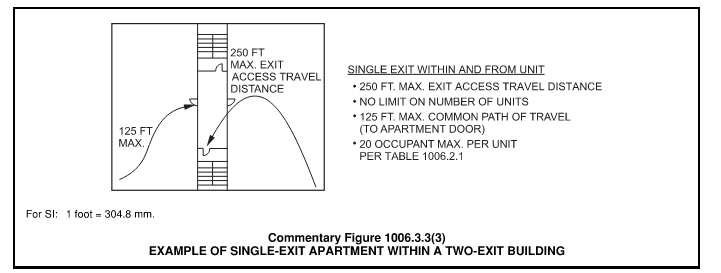 250 FT
MAX. EXIT
ACCESS TRAVEL
DISTANCE
125 FT
MAX.
SINGLE EXIT WITHIN AND FROM UNIT
• 250 FT. MAX. EXIT ACCESS TRAVEL DISTANCE
• NO LIMIT ON NUMBER OF UNITS
• 125 FT. MAX. COMMON PATH OF TRAVEL
(TO APARTMENT DOOR)
• 20 OCCUPANT MAX. PER UNIT
PER TABLE 1006.2.1
For SI: 1 foot = 304.8 mm.
Commentary Figure 1006.3.3(3)
EXAMPLE OF SINGLE-EXIT APARTMENT WITHIN A TWO-EXIT BUILDING